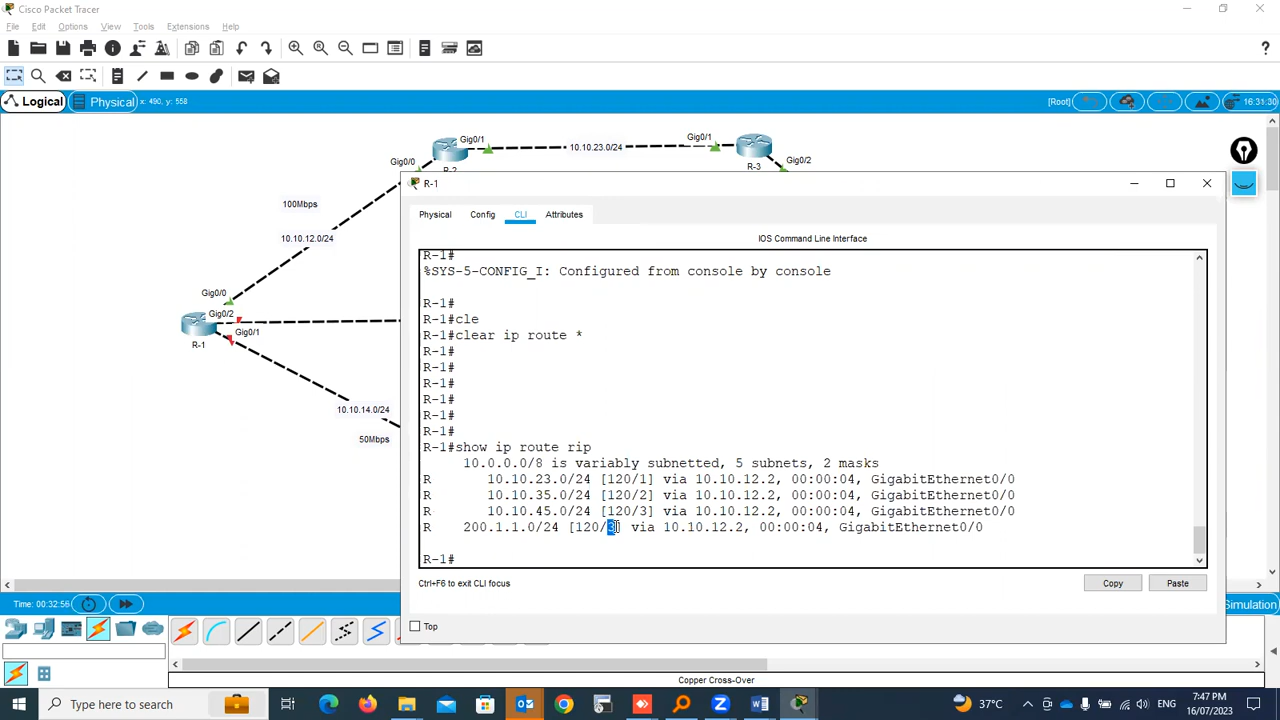 Cisco Packet Tracer
File Edit Options View Tools Extensions Help
Logical Physical x: 490, y: 558 [Root] 16:31:30
Gig0/1 10.10.23.0/24 Gig0/1
Gig0/0 R-2 R-3 Gig0/2
100Mbps
10.10.12.0/24
Gig0/0
Gig0/2
Gig0/1
R-1
10.10.14.0/24
50Mbps
R-1
Physical Config CLI Attributes
IOS Command Line Interface
R-1#
%SYS-5-CONFIG_I: Configured from console by console
R-1#
R-1#cle
R-1#clear ip route *
R-1#
R-1#
R-1#
R-1#
R-1#
R-1#
R-1#show ip route rip
10.0.0.0/8 is variably subnetted, 5 subnets, 2 masks
R 10.10.23.0/24 [120/1] via 10.10.12.2, 00:00:04, GigabitEthernet0/0
R 10.10.35.0/24 [120/2] via 10.10.12.2, 00:00:04, GigabitEthernet0/0
R 10.10.45.0/24 [120/3] via 10.10.12.2, 00:00:04, GigabitEthernet0/0
R 200.1.1.0/24 [120/3] via 10.10.12.2, 00:00:04, GigabitEthernet0/0
R-1#
Ctrl+F6 to exit CLI focus
Copy Paste
Top
Time: 00:32:56 Simulation
Copper Cross-Over
Type here to search
37°C ENG 7:47 PM
16/07/2023